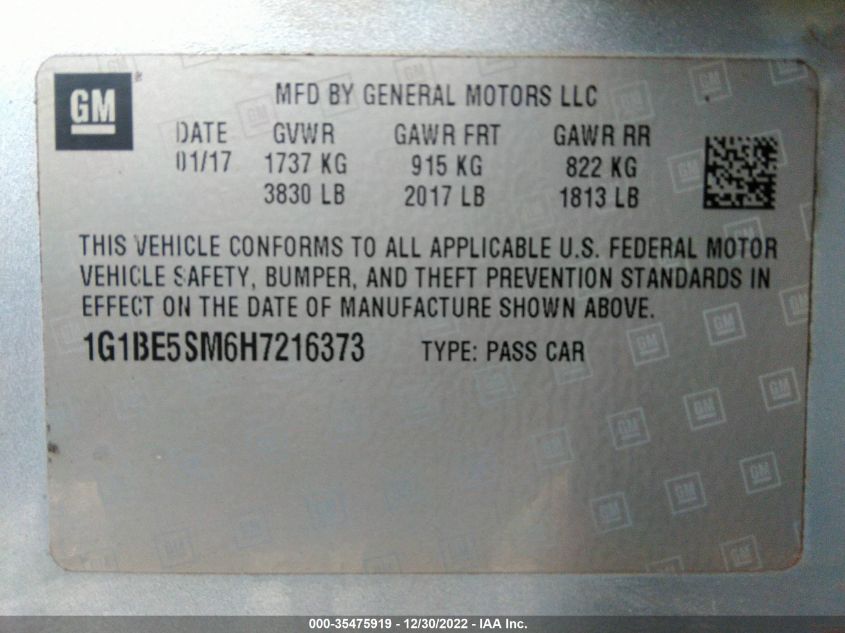 GM
MFD BY GENERAL MOTORS LLC
DATE GVWR GAWR FRT GAWR RR
01/17 1737 KG 915 KG 822 KG
3830 LB 2017 LB 1813 LB
THIS VEHICLE CONFORMS TO ALL APPLICABLE U.S. FEDERAL MOTOR
VEHICLE SAFETY, BUMPER, AND THEFT PREVENTION STANDARDS IN
EFFECT ON THE DATE OF MANUFACTURE SHOWN ABOVE.
1G1BE5SM6H7216373 TYPE: PASS CAR
000-35475919 - 12/30/2022 - IAA Inc.